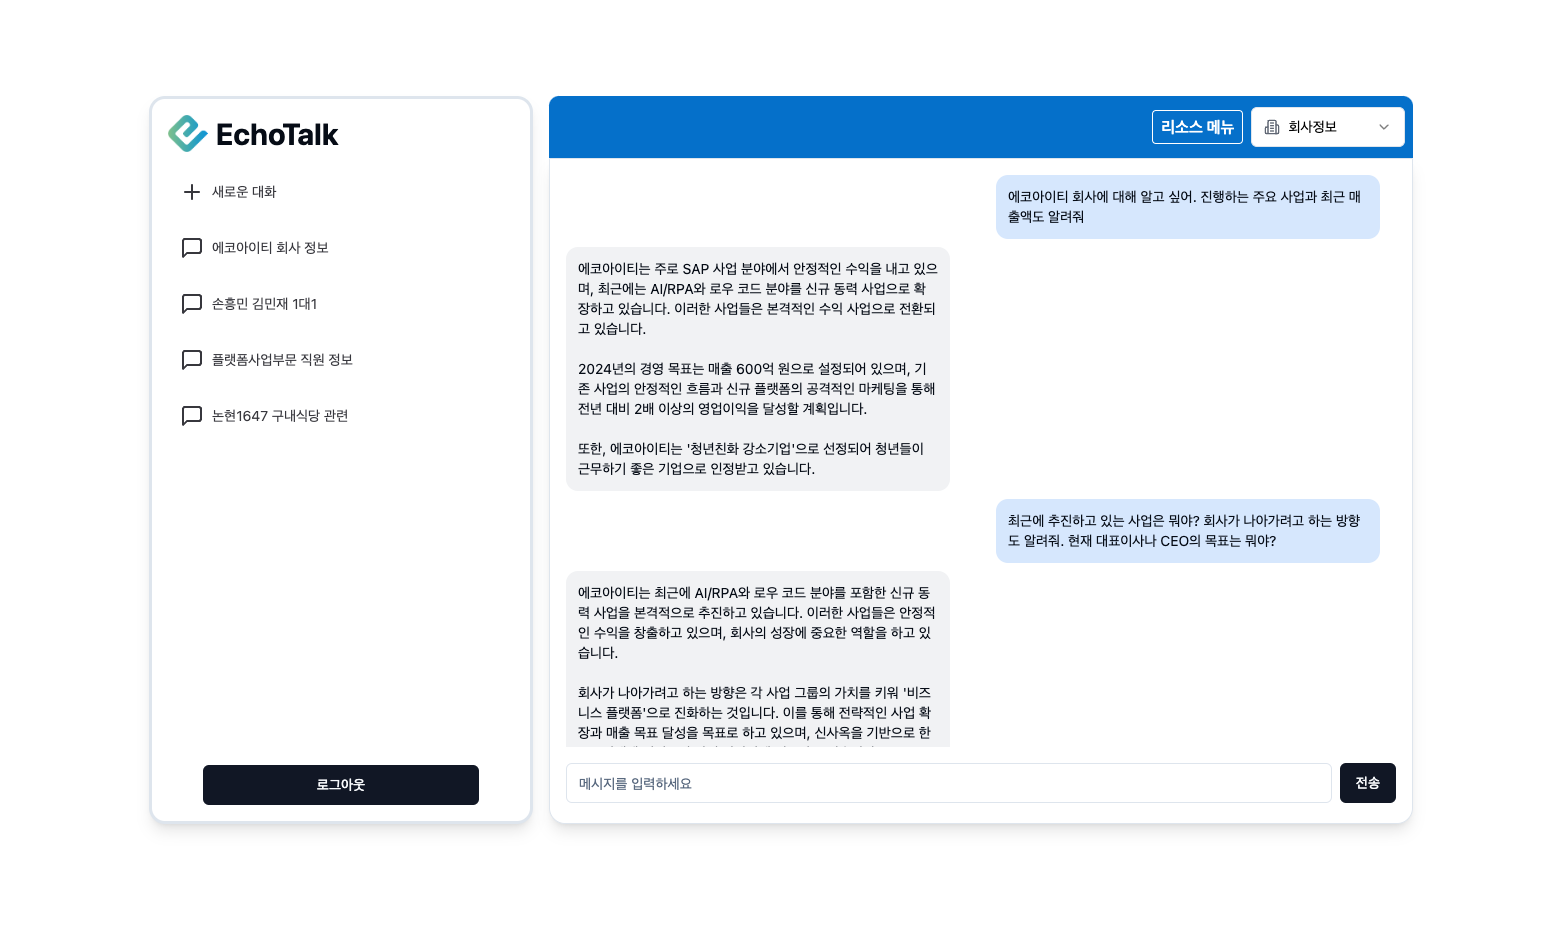 EchoTalk
새로운 대화
에코아이티 회사 정보
손흥민 김민재 1대1
플랫폼사업부문 직원 정보
논현1647 구내식당 관련
로그아웃
리소스 메뉴
회사정보
에코아이티 회사에 대해 알고 싶어. 진행하는 주요 사업과 최근 매
출액도 알려줘
에코아이티는 주로 SAP 사업 분야에서 안정적인 수익을 내고 있으
며, 최근에는 AI/RPA와 로우 코드 분야를 신규 동력 사업으로 확
장하고 있습니다. 이러한 사업들은 본격적인 수익 사업으로 전환되
고 있습니다.
2024년의 경영 목표는 매출 600억 원으로 설정되어 있으며, 기
존 사업의 안정적인 흐름과 신규 플랫폼의 공격적인 마케팅을 통해
전년 대비 2배 이상의 영업이익을 달성할 계획입니다.
또한, 에코아이티는 '청년친화 강소기업'으로 선정되어 청년들이
근무하기 좋은 기업으로 인정받고 있습니다.
최근에 추진하고 있는 사업은 뭐야? 회사가 나아가려고 하는 방향
도 알려줘. 현재 대표이사나 CEO의 목표는 뭐야?
에코아이티는 최근에 AI/RPA와 로우 코드 분야를 포함한 신규 동
력 사업을 본격적으로 추진하고 있습니다. 이러한 사업들은 안정적
인 수익을 창출하고 있으며, 회사의 성장에 중요한 역할을 하고 있
습니다.
회사가 나아가려고 하는 방향은 각 사업 그룹의 가치를 키워 '비즈
니스 플랫폼'으로 진화하는 것입니다. 이를 통해 전략적인 사업 확
장과 매출 목표 달성을 목표로 하고 있으며, 신사옥을 기반으로 한
메시지를 입력하세요
전송